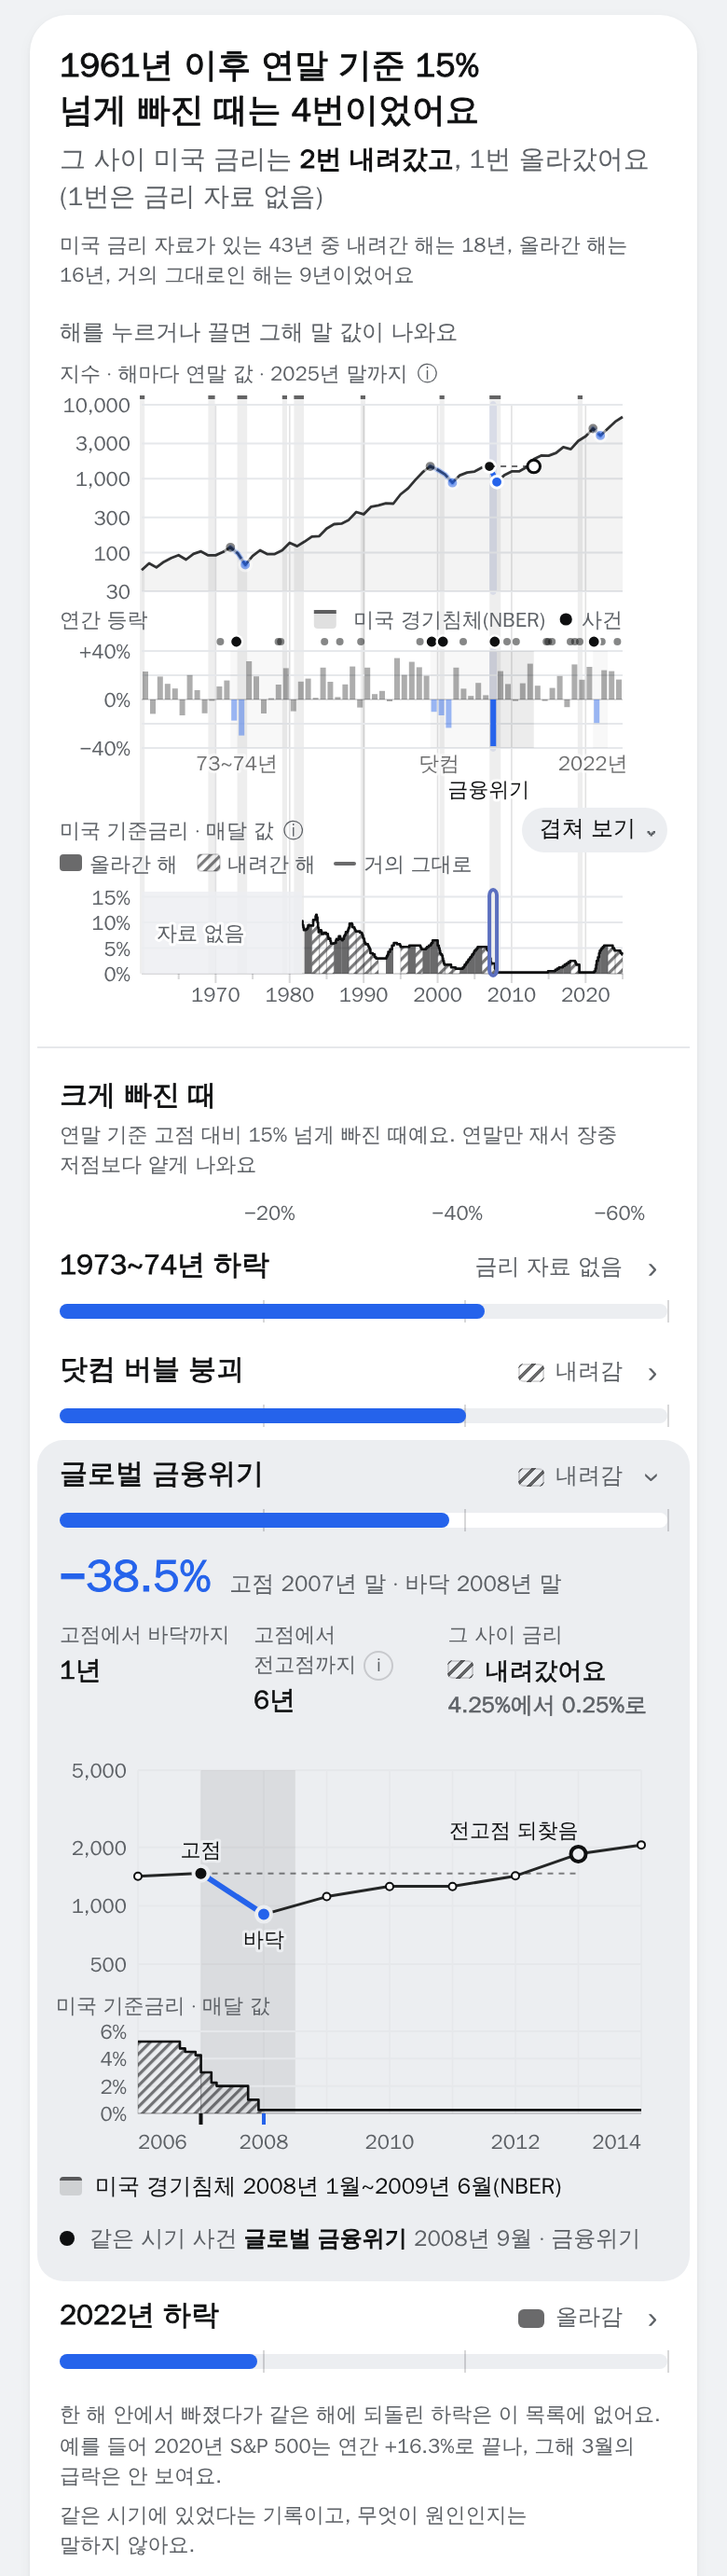 1961년 이후 연말 기준 15%
넘게 빠진 때는 4번이었어요
그 사이 미국 금리는 2번 내려갔고, 1번 올라갔어요
(1번은 금리 자료 없음)
미국 금리 자료가 있는 43년 중 내려간 해는 18년, 올라간 해는
16년, 거의 그대로인 해는 9년이었어요
해를 누르거나 끌면 그해 말 값이 나와요
지수 · 해마다 연말 값 · 2025년 말까지 ⓘ
10,000
3,000
1,000
300
100
30
연간 등락 미국 경기침체(NBER) 사건
+40%
0%
−40%
73~74년 닷컴 2022년
금융위기
미국 기준금리 · 매달 값 ⓘ 겹쳐 보기
올라간 해 내려간 해 거의 그대로
15%
10%
자료 없음
5%
0%
1970 1980 1990 2000 2010 2020
크게 빠진 때
연말 기준 고점 대비 15% 넘게 빠진 때예요. 연말만 재서 장중
저점보다 얕게 나와요
−20% −40% −60%
1973~74년 하락 금리 자료 없음 ›
닷컴 버블 붕괴 내려감 ›
글로벌 금융위기 내려감
−38.5% 고점 2007년 말 · 바닥 2008년 말
고점에서 바닥까지 고점에서 그 사이 금리
전고점까지 ⓘ
1년 내려갔어요
6년 4.25%에서 0.25%로
5,000
전고점 되찾음
2,000 고점
1,000
바닥
500
미국 기준금리 · 매달 값
6%
4%
2%
0%
2006 2008 2010 2012 2014
미국 경기침체 2008년 1월~2009년 6월(NBER)
같은 시기 사건 글로벌 금융위기 2008년 9월 · 금융위기
2022년 하락 올라감 ›
한 해 안에서 빠졌다가 같은 해에 되돌린 하락은 이 목록에 없어요.
예를 들어 2020년 S&P 500는 연간 +16.3%로 끝나, 그해 3월의
급락은 안 보여요.
같은 시기에 있었다는 기록이고, 무엇이 원인인지는
말하지 않아요.